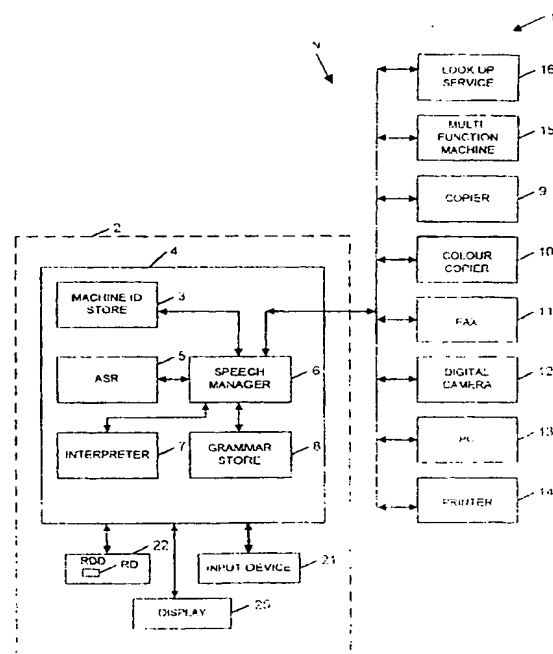 1
N
LOOK UP
SERVICE
16
MULTI
FUNCTION
MACHINE
15
COPIER
9
COLOUR
COPIER
10
FAX
11
DIGITAL
CAMERA
12
PC
13
PRINTER
14
2
4
MACHINE ID
STORE
3
ASR
5
SPEECH
MANAGER
6
INTERPRETER
7
GRAMMAR
STORE
8
RDD
RD
22
INPUT DEVICE
21
DISPLAY
20